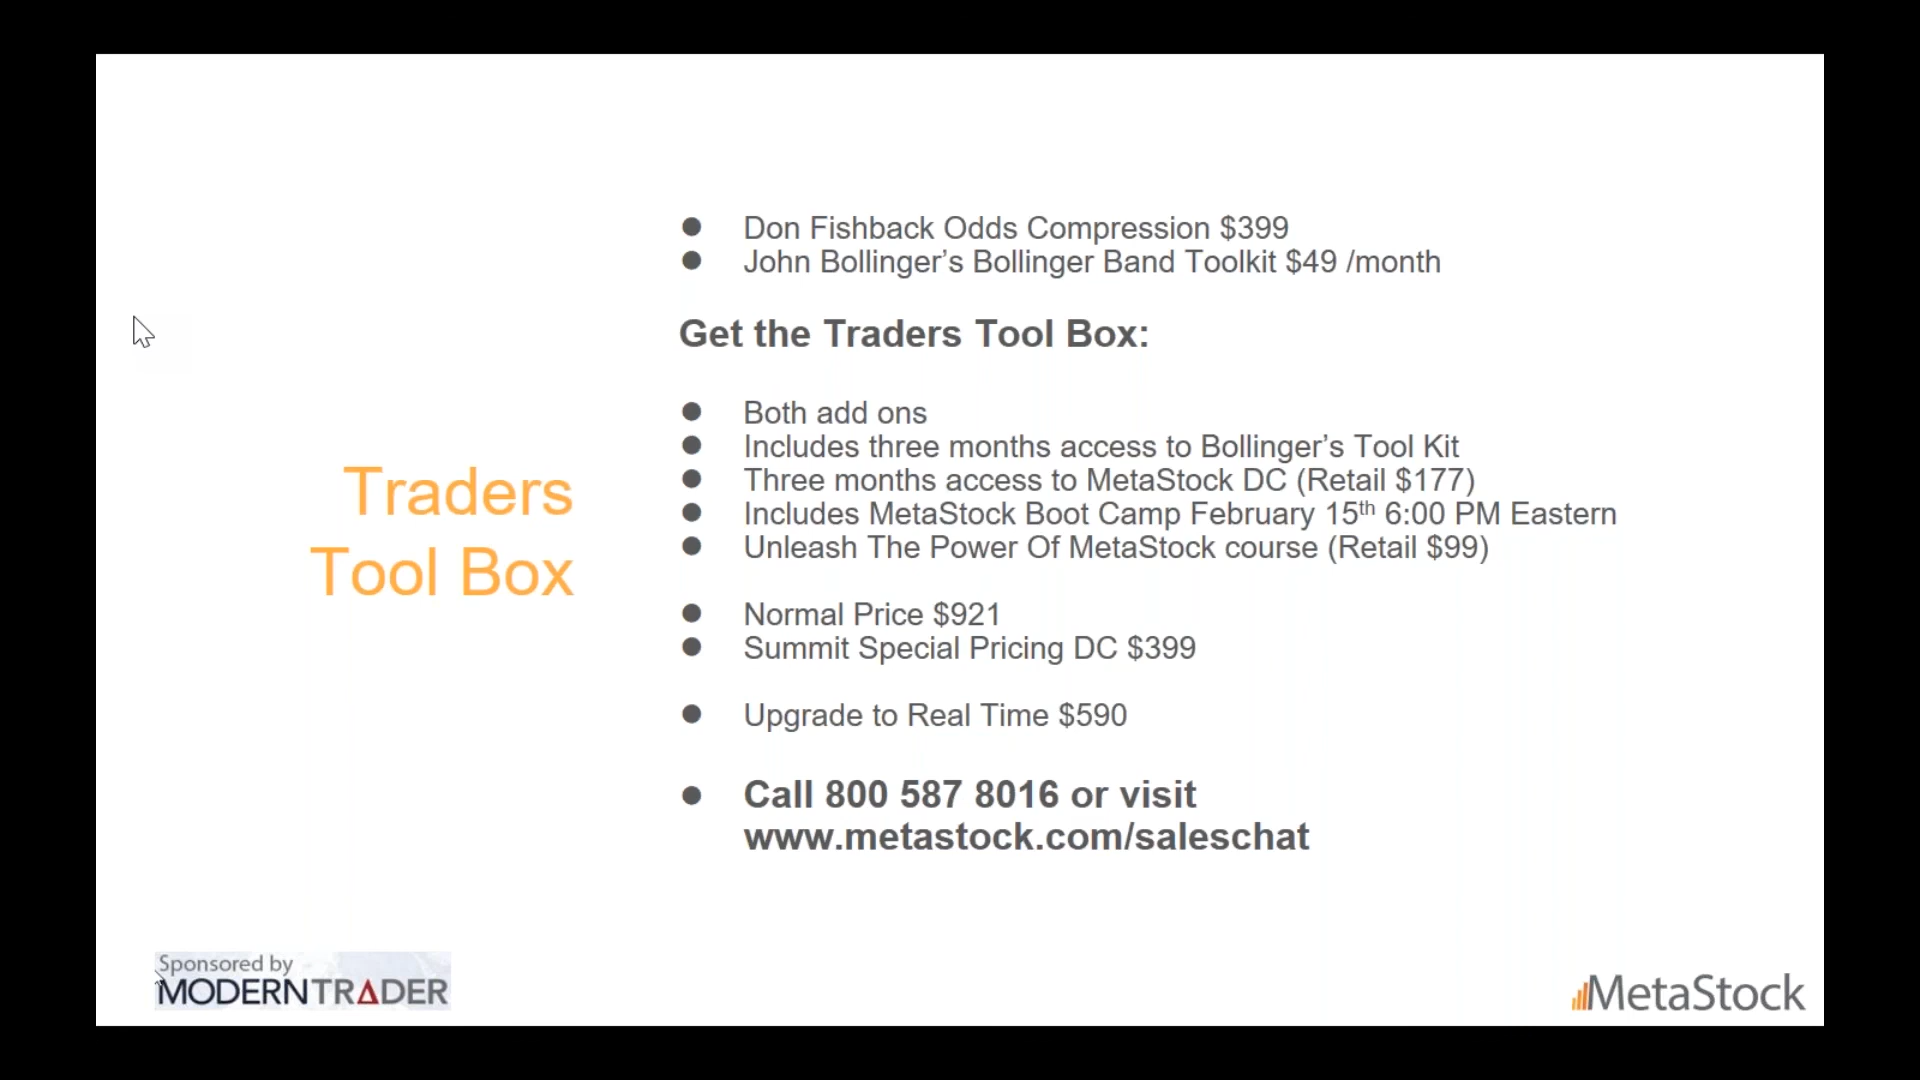 Traders
Tool Box
● Don Fishback Odds Compression $399
● John Bollinger’s Bollinger Band Toolkit $49 /month
Get the Traders Tool Box:
● Both add ons
● Includes three months access to Bollinger’s Tool Kit
● Three months access to MetaStock DC (Retail $177)
● Includes MetaStock Boot Camp February 15th 6:00 PM Eastern
● Unleash The Power Of MetaStock course (Retail $99)
● Normal Price $921
● Summit Special Pricing DC $399
● Upgrade to Real Time $590
● Call 800 587 8016 or visit
www.metastock.com/saleschat
Sponsored by
MODERNTRADER
MetaStock